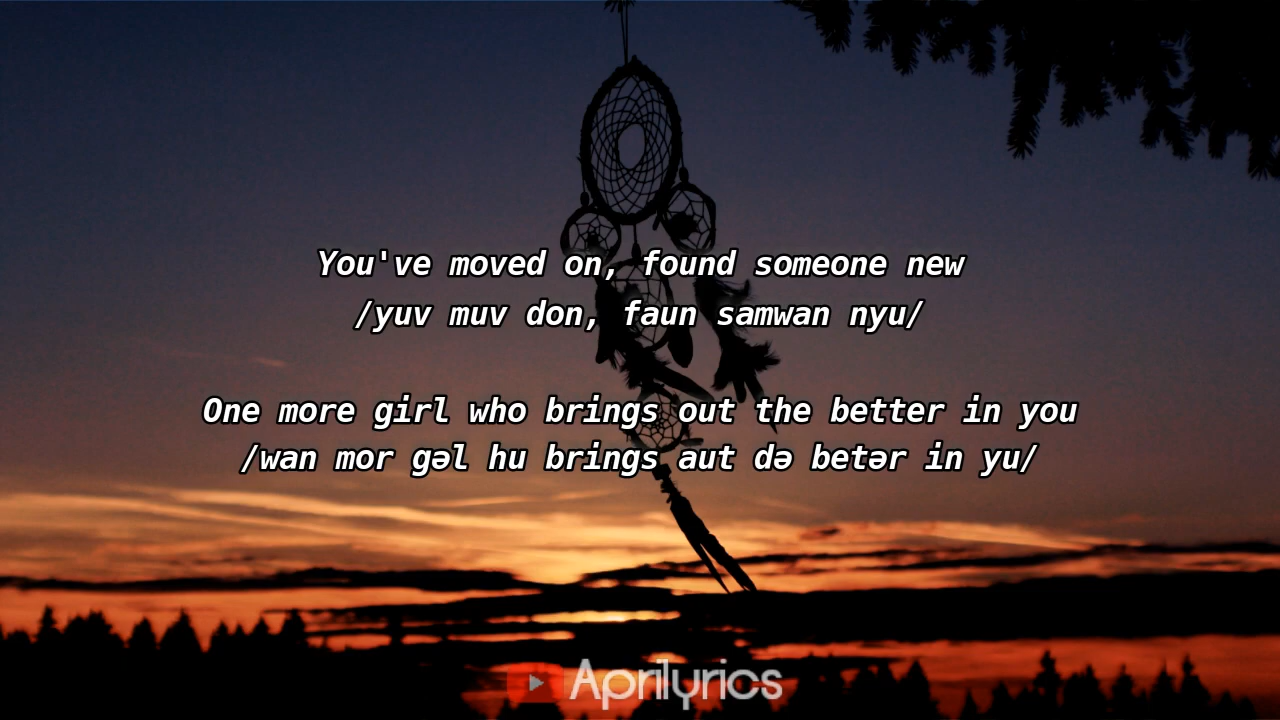 You've moved on, found someone new
/yuv muv don, faun samwan nyu/
One more girl who brings out the better in you
/wan mor gəl hu brings aut də betər in yu/
Aprilyrics